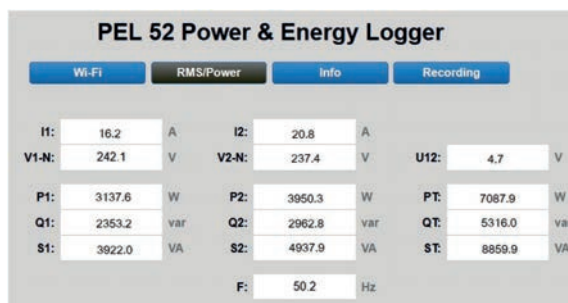 PEL 52 Power & Energy Logger
Wi-Fi RMS/Power Info Recording
I1: 16.2 A I2: 20.8 A
V1-N: 242.1 V V2-N: 237.4 V U12: 4.7 V
P1: 3137.6 W P2: 3950.3 W PT: 7087.9 W
Q1: 2353.2 var Q2: 2962.8 var QT: 5316.0 va
S1: 3922.0 VA S2: 4937.9 VA ST: 8859.9 VA
F: 50.2 Hz